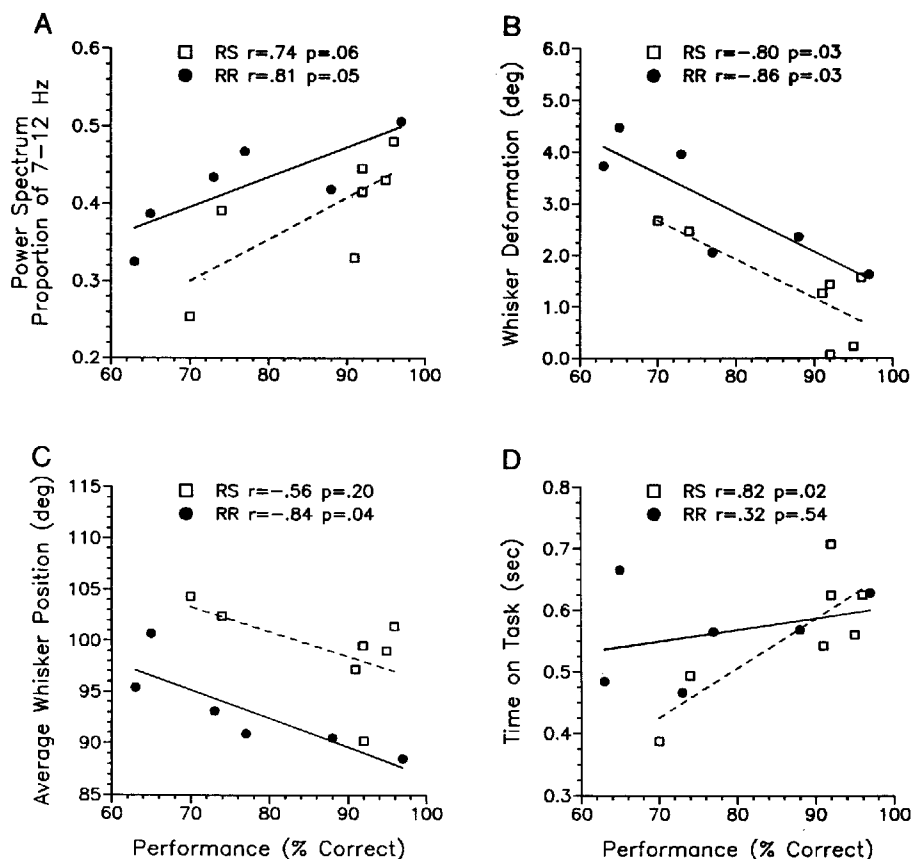 A
RS r=.74 p=.06
RR r=.81 p=.05
Power Spectrum
Proportion of 7-12 Hz
0.6
0.5
0.4
0.3
0.2
60 70 80 90 100
B
RS r=-.80 p=.03
RR r=-.86 p=.03
Whisker Deformation (deg)
6.0
5.0
4.0
3.0
2.0
1.0
0.0
60 70 80 90 100
C
RS r=-.56 p=.20
RR r=-.84 p=.04
Average Whisker Position (deg)
115
110
105
100
95
90
85
60 70 80 90 100
Performance (% Correct)
D
RS r=.82 p=.02
RR r=.32 p=.54
Time on Task (sec)
0.8
0.7
0.6
0.5
0.4
0.3
60 70 80 90 100
Performance (% Correct)